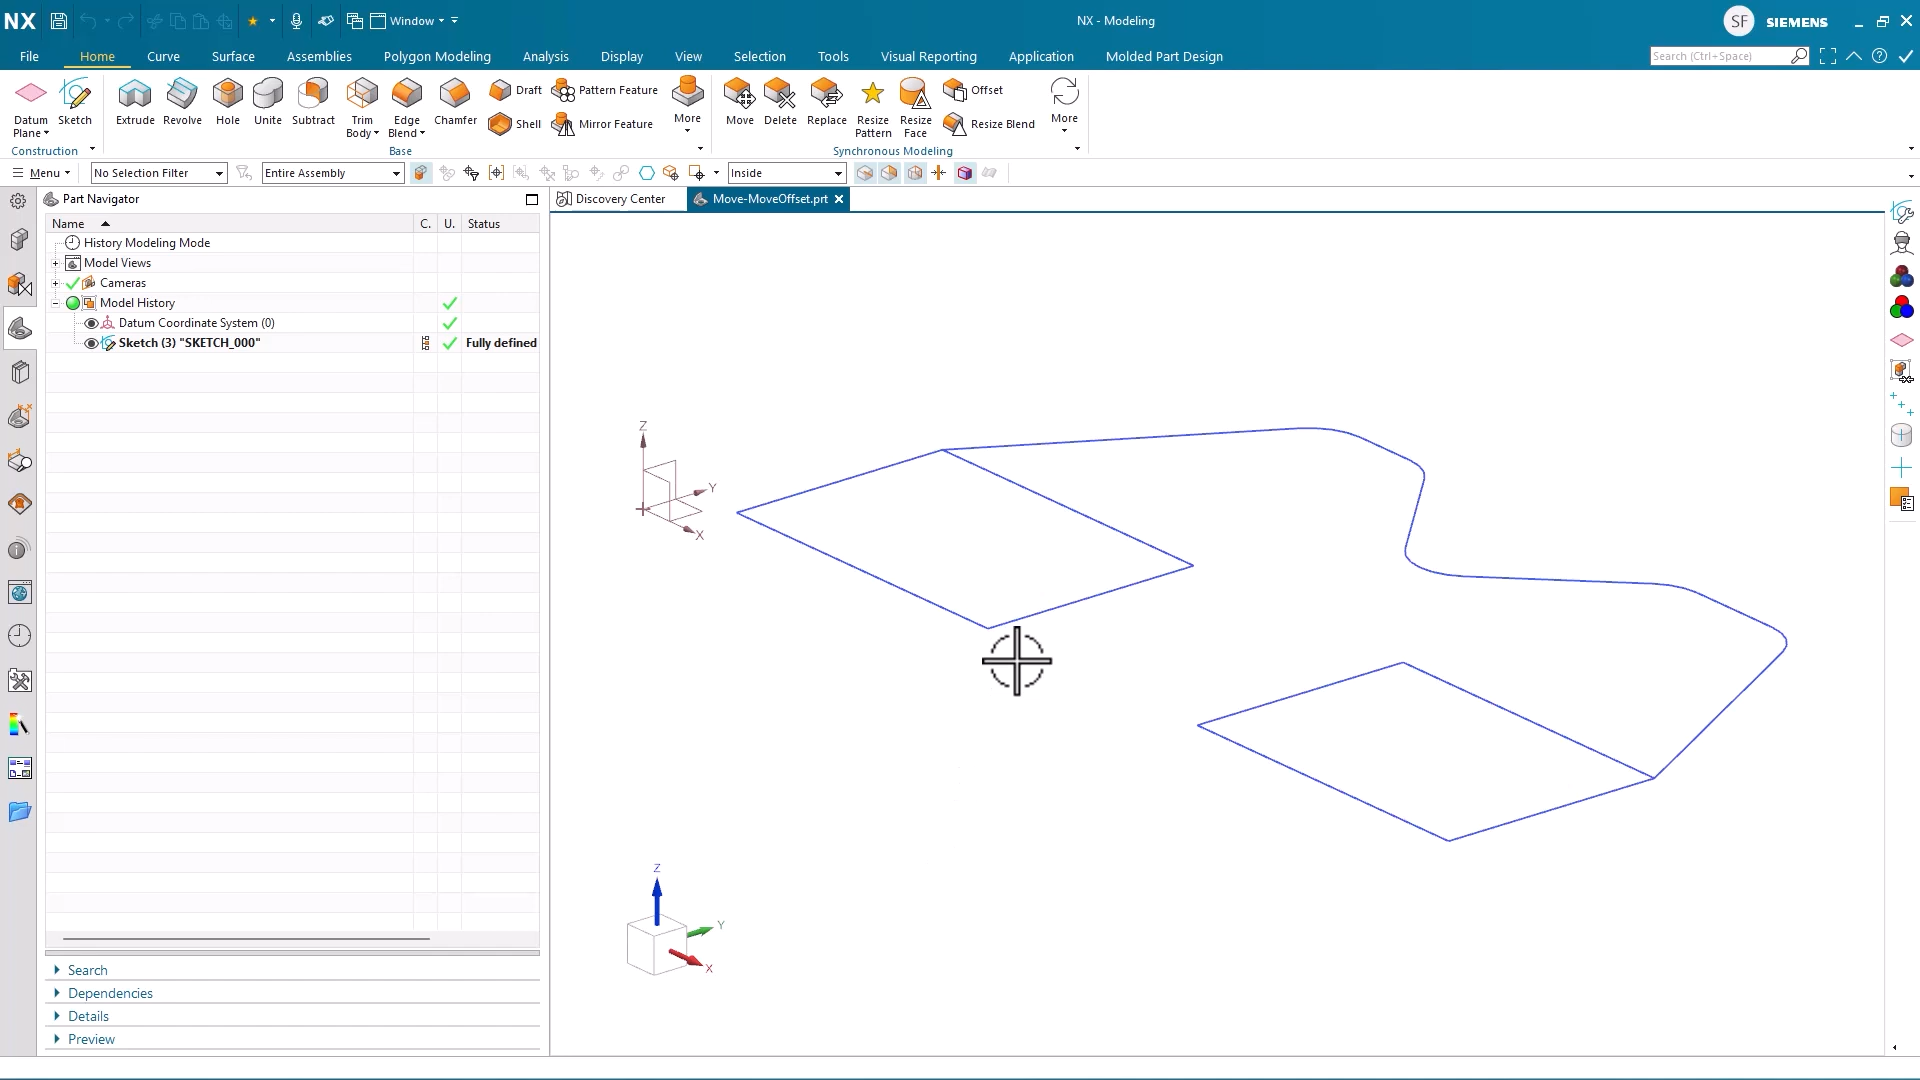 NX
Window
NX - Modeling
SF
SIEMENS
File
Home
Curve
Surface
Assemblies
Polygon Modeling
Analysis
Display
View
Selection
Tools
Visual Reporting
Application
Molded Part Design
Search (Ctrl+Space)
Datum Plane
Sketch
Extrude
Revolve
Hole
Unite
Subtract
Trim Body
Edge Blend
Chamfer
Draft
Shell
Pattern Feature
Mirror Feature
More
Move
Delete
Replace
Resize Pattern
Resize Face
Offset
Resize Blend
More
Construction
Base
Synchronous Modeling
Menu
No Selection Filter
Entire Assembly
Inside
Part Navigator
Discovery Center
Move-MoveOffset.prt
Name
C.
U.
Status
History Modeling Mode
Model Views
Cameras
Model History
Datum Coordinate System (0)
Sketch (3) "SKETCH_000"
Fully defined
Z
Y
X
Z
Y
X
Search
Dependencies
Details
Preview